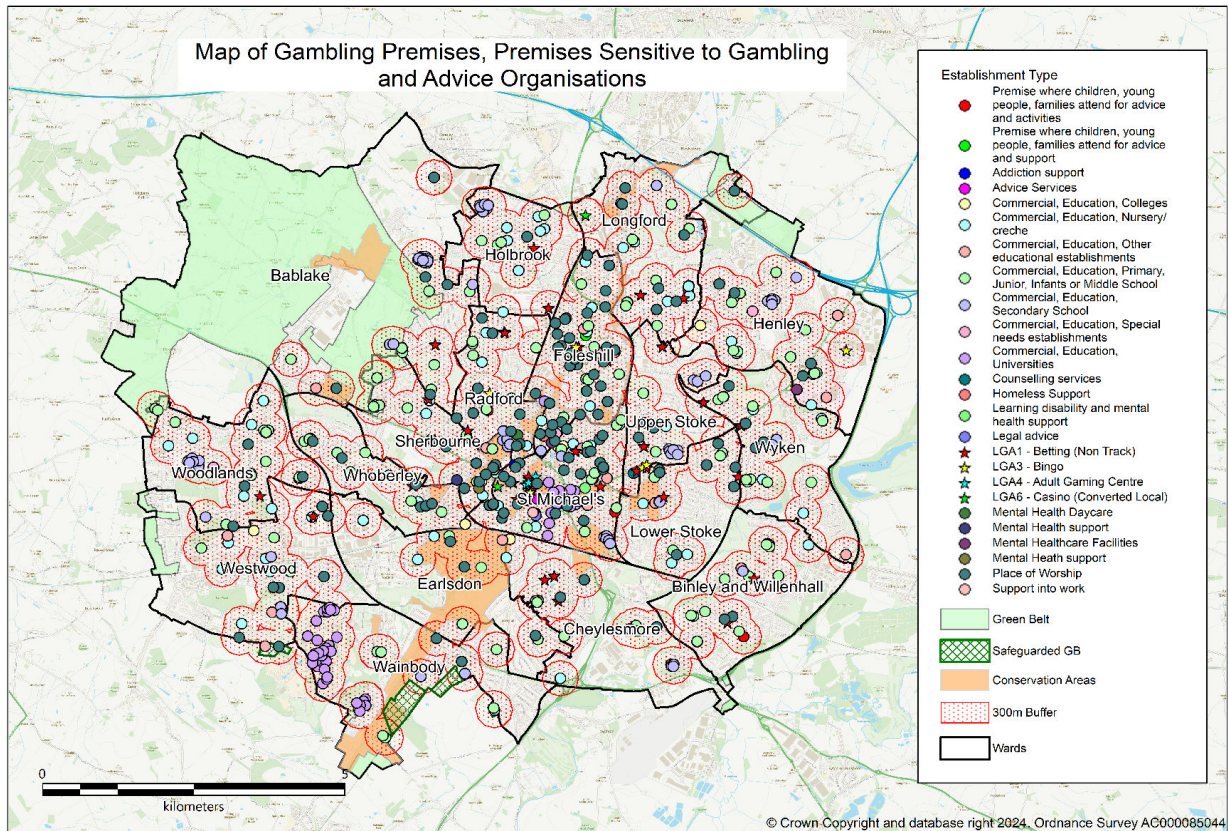 Map of Gambling Premises, Premises Sensitive to Gambling
and Advice Organisations
Establishment Type
Premise where children, young
people, families attend for advice
and activities
Premise where children, young
people, families attend for advice
and support
Addiction support
Advice Services
Commercial, Education, Colleges
Commercial, Education, Nursery/
creche
Commercial, Education, Other
educational establishments
Commercial, Education, Primary,
Junior, Infants or Middle School
Commercial, Education,
Secondary School
Commercial, Education, Special
needs establishments
Commercial, Education,
Universities
Counselling services
Homeless Support
Learning disability and mental
health support
Legal advice
LGA1 - Betting (Non Track)
LGA3 - Bingo
LGA4 - Adult Gaming Centre
LGA6 - Casino (Converted Local)
Mental Health Daycare
Mental Health support
Mental Healthcare Facilities
Mental Heath support
Place of Worship
Support into work
Green Belt
Safeguarded GB
Conservation Areas
300m Buffer
Wards
Longford
Holbrook
Bablake
Henley
Foleshill
Radford
Upper Stoke
Sherbourne
Wyken
Woodlands
Whoberley
St Michael's
Lower Stoke
Westwood
Earlsdon
Binley and Willenhall
Cheylesmore
Wainbody
0
5
kilometers
© Crown Copyright and database right 2024. Ordnance Survey AC000085044